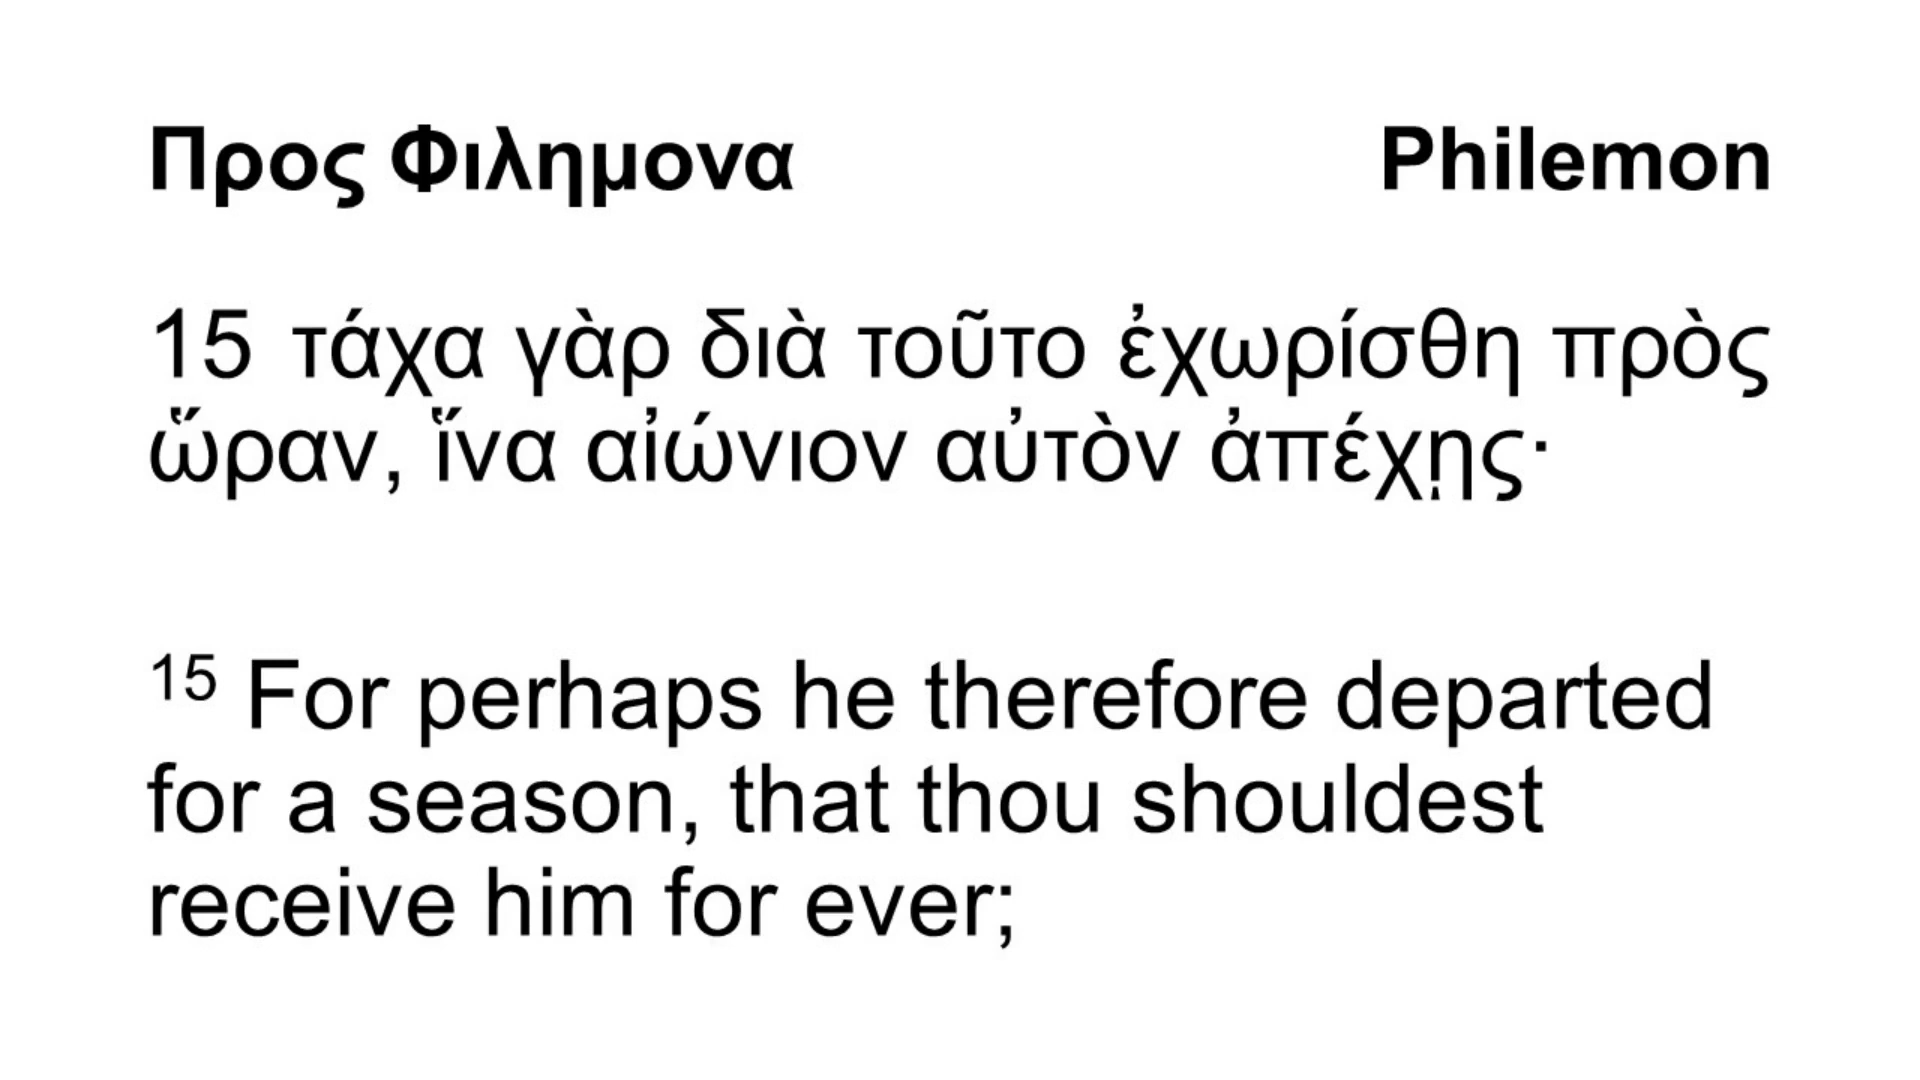 Προς Φιλημονα Philemon
15 τάχα γὰρ διὰ τοῦτο ἐχωρίσθη πρὸς
ὥραν, ἵνα αἰώνιον αὐτὸν ἀπέχῃς·
15 For perhaps he therefore departed
for a season, that thou shouldest
receive him for ever;